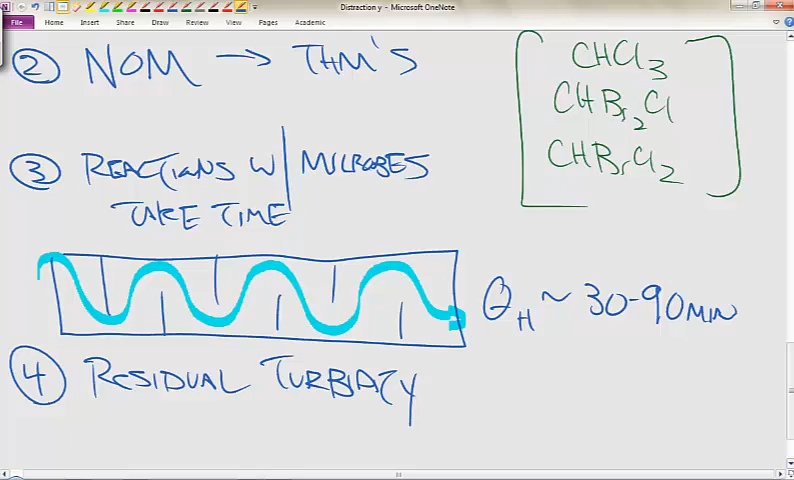 Distraction y - Microsoft OneNote
File Home Insert Share Draw Review View Pages Academic
② NOM → THM'S
CHCl3
CHBr2Cl
CHBrCl2
③ REACTIONS W/ MICROBES
TAKE TIME
θH ~ 30-90 MIN
④ RESIDUAL TURBIDITY